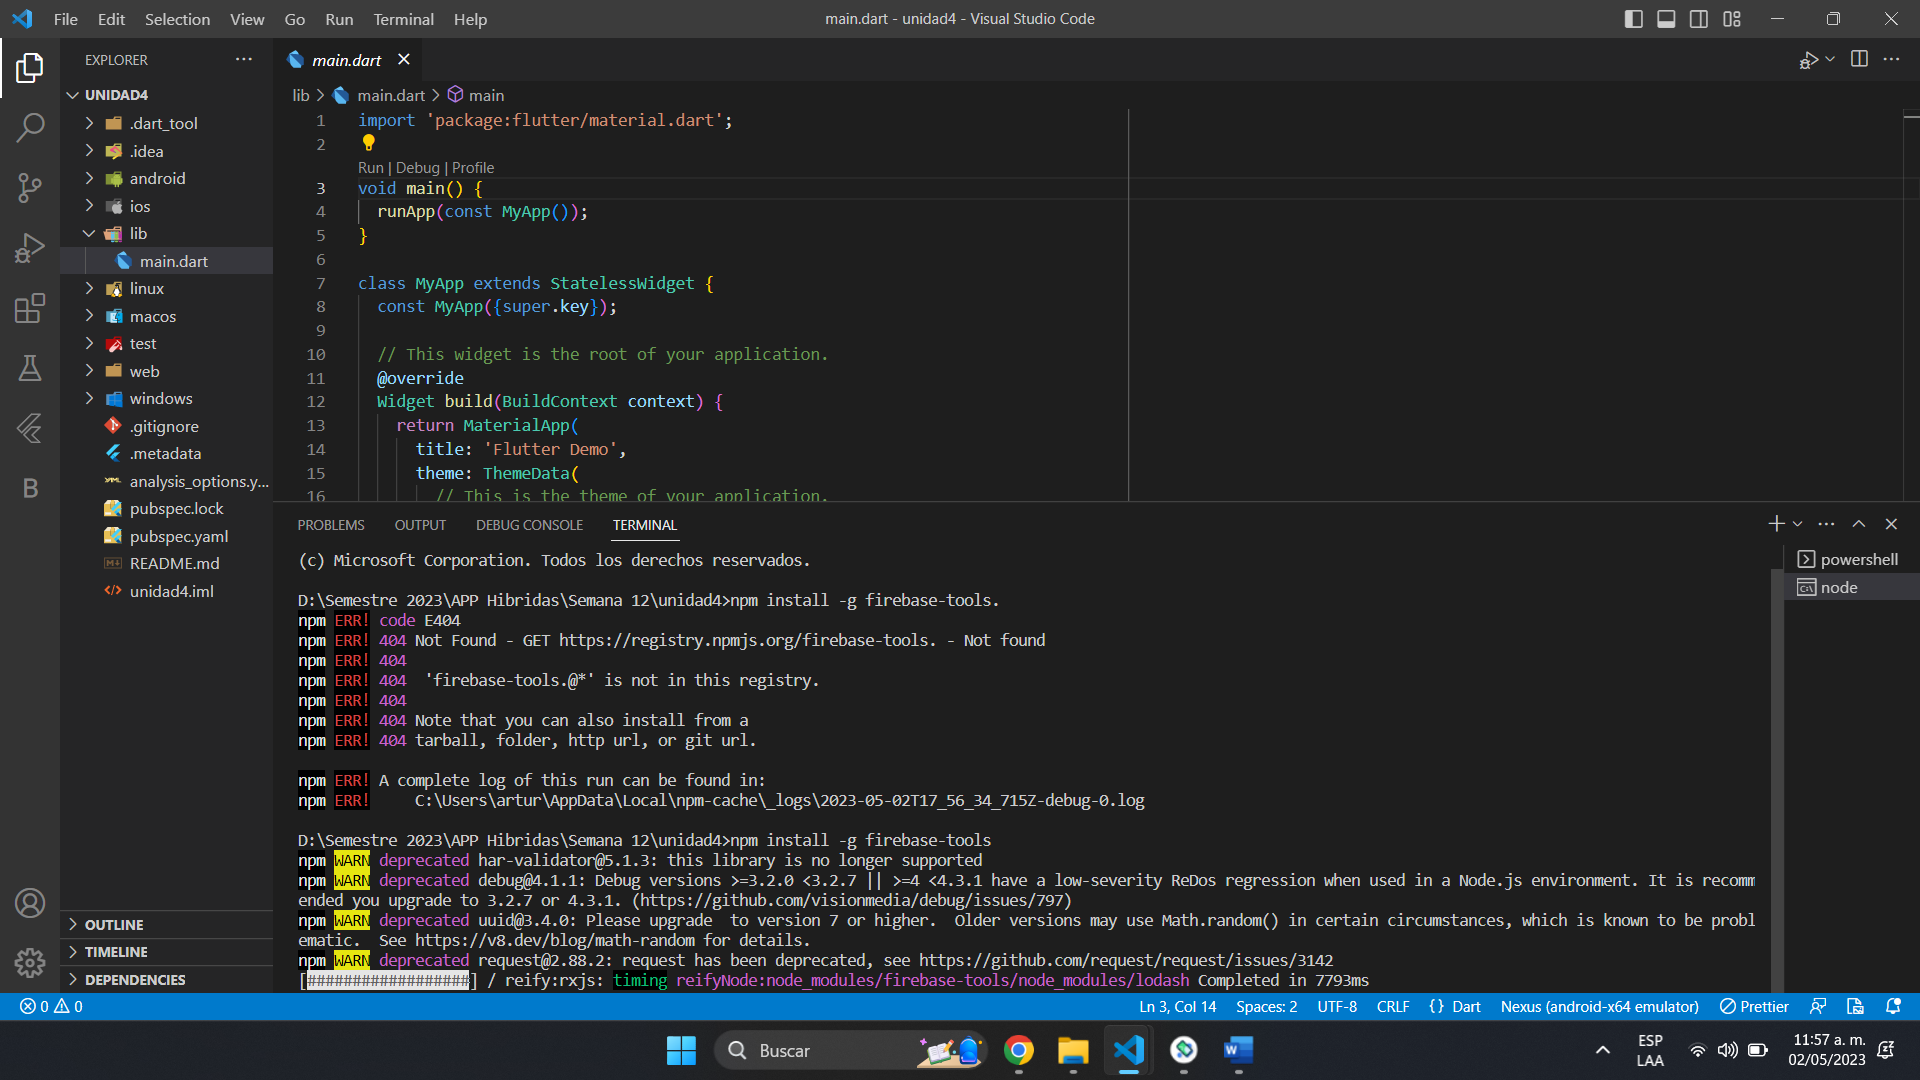 File Edit Selection View Go Run Terminal Help
main.dart - unidad4 - Visual Studio Code
EXPLORER
UNIDAD4
.dart_tool
.idea
android
ios
lib
main.dart
linux
macos
test
web
windows
.gitignore
.metadata
analysis_options.y...
pubspec.lock
pubspec.yaml
README.md
unidad4.iml
OUTLINE
TIMELINE
DEPENDENCIES
main.dart
lib > main.dart > main
1 import 'package:flutter/material.dart';
2
Run | Debug | Profile
3 void main() {
4 runApp(const MyApp());
5 }
6
7 class MyApp extends StatelessWidget {
8 const MyApp({super.key});
9
10 // This widget is the root of your application.
11 @override
12 Widget build(BuildContext context) {
13 return MaterialApp(
14 title: 'Flutter Demo',
15 theme: ThemeData(
16 // This is the theme of your application.
PROBLEMS OUTPUT DEBUG CONSOLE TERMINAL
powershell
node
(c) Microsoft Corporation. Todos los derechos reservados.
D:\Semestre 2023\APP Hibridas\Semana 12\unidad4>npm install -g firebase-tools.
npm ERR! code E404
npm ERR! 404 Not Found - GET https://registry.npmjs.org/firebase-tools. - Not found
npm ERR! 404
npm ERR! 404  'firebase-tools.@*' is not in this registry.
npm ERR! 404
npm ERR! 404 Note that you can also install from a
npm ERR! 404 tarball, folder, http url, or git url.
npm ERR! A complete log of this run can be found in:
npm ERR!     C:\Users\artur\AppData\Local\npm-cache\_logs\2023-05-02T17_56_34_715Z-debug-0.log
D:\Semestre 2023\APP Hibridas\Semana 12\unidad4>npm install -g firebase-tools
npm WARN deprecated har-validator@5.1.3: this library is no longer supported
npm WARN deprecated debug@4.1.1: Debug versions >=3.2.0 <3.2.7 || >=4 <4.3.1 have a low-severity ReDos regression when used in a Node.js environment. It is recomm
ended you upgrade to 3.2.7 or 4.3.1. (https://github.com/visionmedia/debug/issues/797)
npm WARN deprecated uuid@3.4.0: Please upgrade  to version 7 or higher.  Older versions may use Math.random() in certain circumstances, which is known to be probl
ematic.  See https://v8.dev/blog/math-random for details.
npm WARN deprecated request@2.88.2: request has been deprecated, see https://github.com/request/request/issues/3142
[##################] / reify:rxjs: timing reifyNode:node_modules/firebase-tools/node_modules/lodash Completed in 7793ms
0 0
Ln 3, Col 14 Spaces: 2 UTF-8 CRLF {} Dart Nexus (android-x64 emulator) Prettier
Buscar
ESP
LAA
11:57 a. m.
02/05/2023